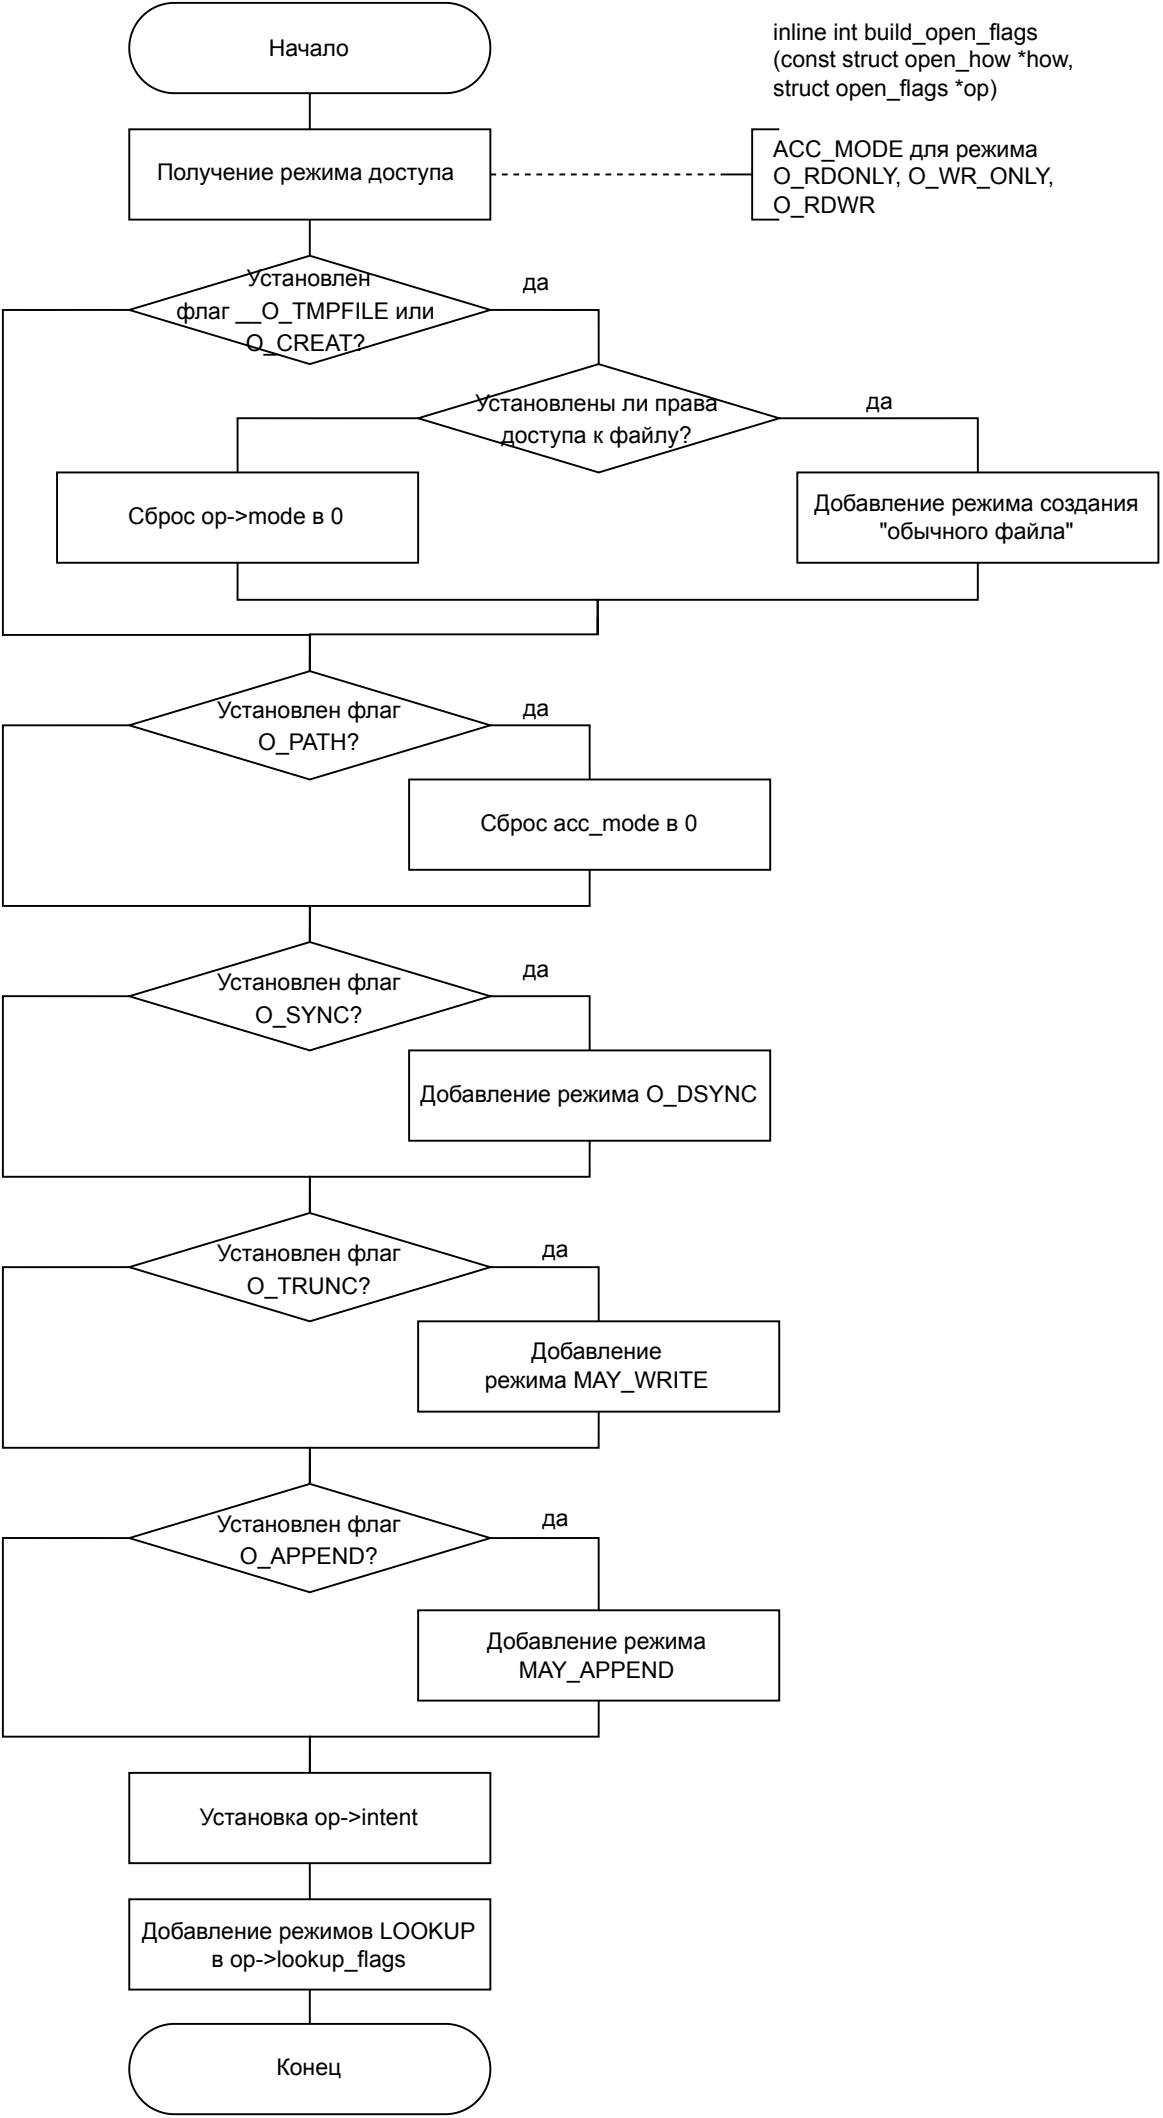 Начало
inline int build_open_flags
(const struct open_how *how,
struct open_flags *op)
Получение режима доступа
ACC_MODE для режима
O_RDONLY, O_WR_ONLY,
O_RDWR
Установлен
флаг __O_TMPFILE или
O_CREAT?
да
Установлены ли права
доступа к файлу?
да
Сброс op->mode в 0
Добавление режима создания
"обычного файла"
Установлен флаг
O_PATH?
да
Сброс acc_mode в 0
Установлен флаг
O_SYNC?
да
Добавление режима O_DSYNC
Установлен флаг
O_TRUNC?
да
Добавление
режима MAY_WRITE
Установлен флаг
O_APPEND?
да
Добавление режима
MAY_APPEND
Установка op->intent
Добавление режимов LOOKUP
в op->lookup_flags
Конец